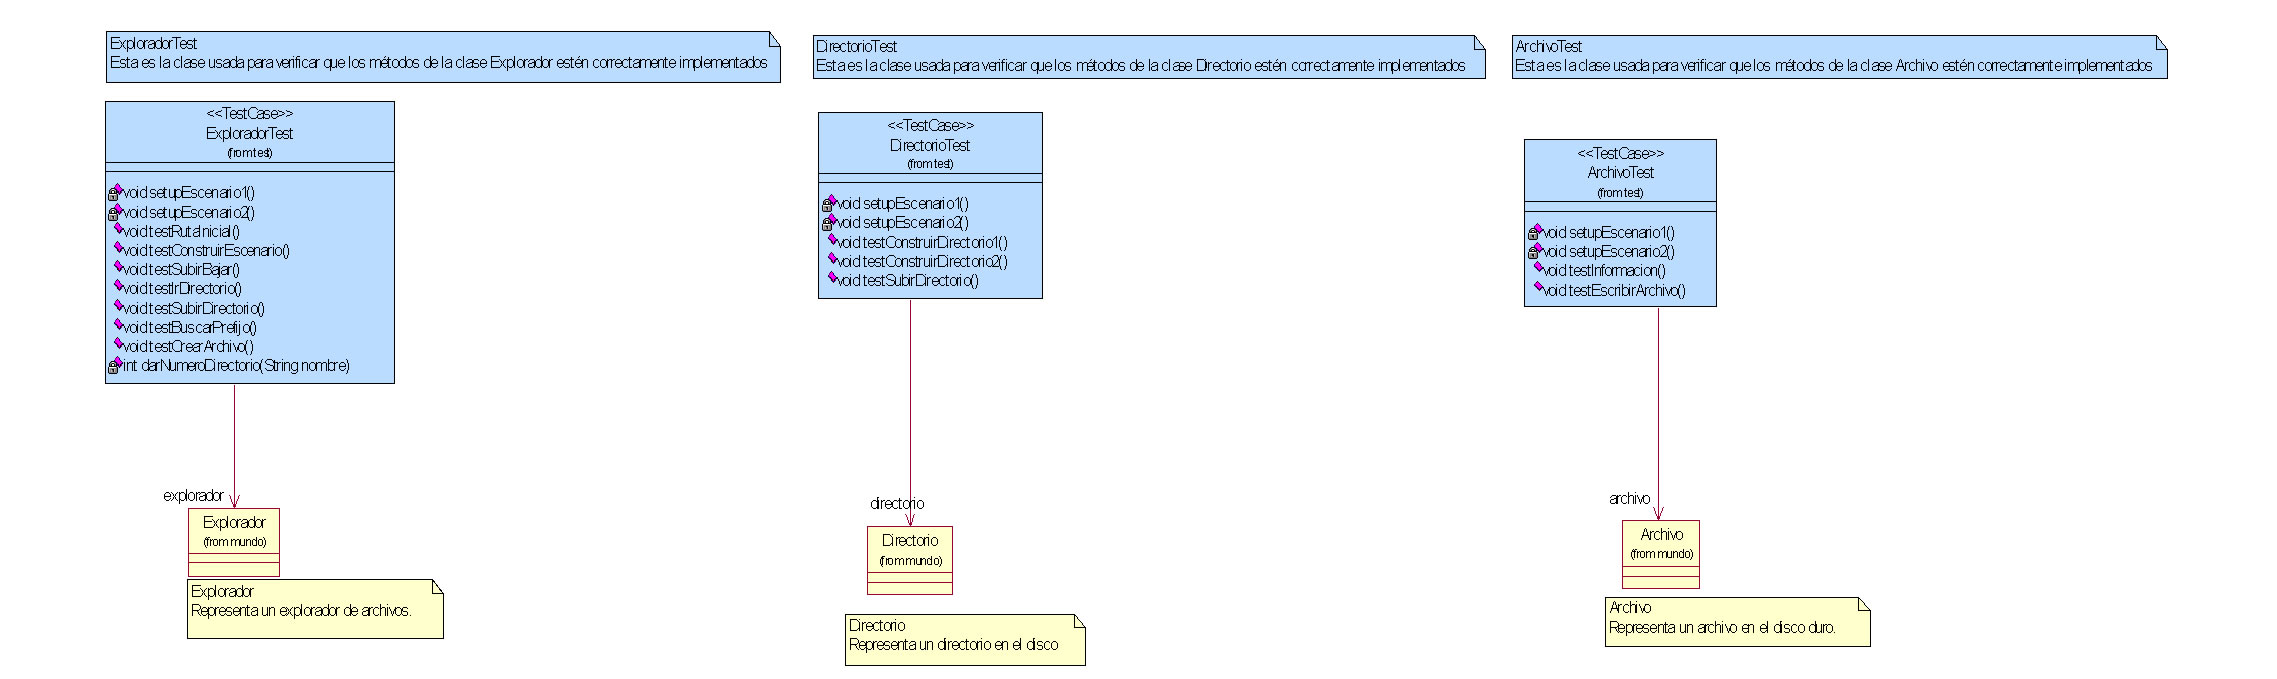 ExploradorTest
Esta es la clase usada para verificar que los métodos de la clase Explorador estén correctamente implementados
<<TestCase>>
ExploradorTest
(from test)
void setupEscenario1()
void setupEscenario2()
void testRutaInicial()
void testConstruirEscenario()
void testSubirBajar()
void testIrDirectorio()
void testSubirDirectorio()
void testBuscarPrefijo()
void testCrearArchivo()
int darNumeroDirectorio(String nombre)
explorador
Explorador
(from mundo)
Explorador
Representa un explorador de archivos.
DirectorioTest
Esta es la clase usada para verificar que los métodos de la clase Directorio estén correctamente implementados
<<TestCase>>
DirectorioTest
(from test)
void setupEscenario1()
void setupEscenario2()
void testConstruirDirectorio1()
void testConstruirDirectorio2()
void testSubirDirectorio()
directorio
Directorio
(from mundo)
Directorio
Representa un directorio en el disco
ArchivoTest
Esta es la clase usada para verificar que los métodos de la clase Archivo estén correctamente implementados
<<TestCase>>
ArchivoTest
(from test)
void setupEscenario1()
void setupEscenario2()
void testInformacion()
void testEscribirArchivo()
archivo
Archivo
(from mundo)
Archivo
Representa un archivo en el disco duro.